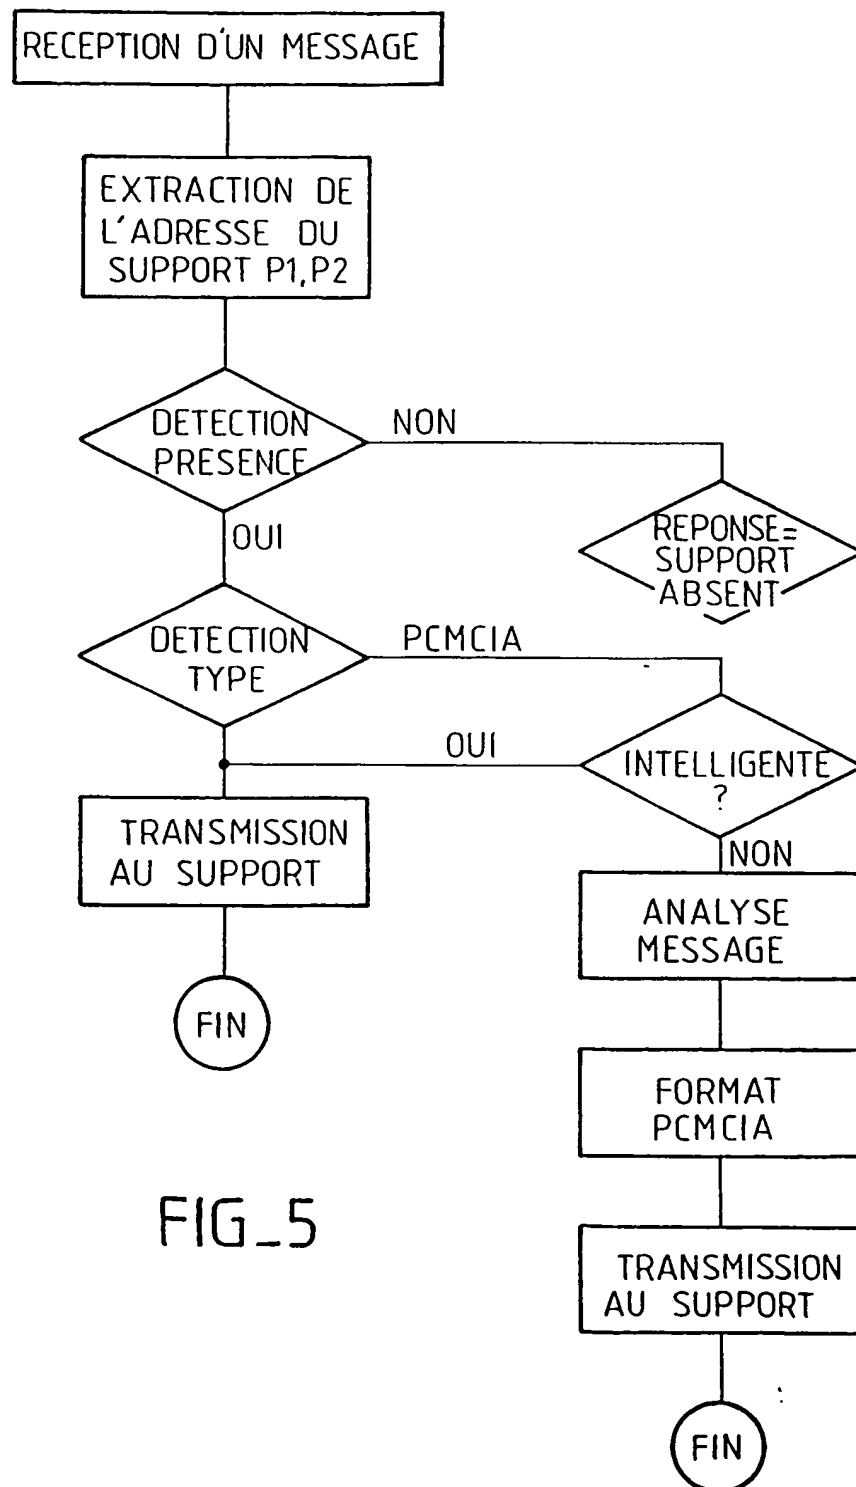 RECEPTION D'UN MESSAGE
EXTRACTION DE
L'ADRESSE DU
SUPPORT P1,P2
DETECTION
PRESENCE
NON
OUI
REPONSE=
SUPPORT
ABSENT
DETECTION
TYPE
PCMCIA
OUI
INTELLIGENTE
?
TRANSMISSION
AU SUPPORT
NON
ANALYSE
MESSAGE
FIN
FORMAT
PCMCIA
FIG_5
TRANSMISSION
AU SUPPORT
FIN